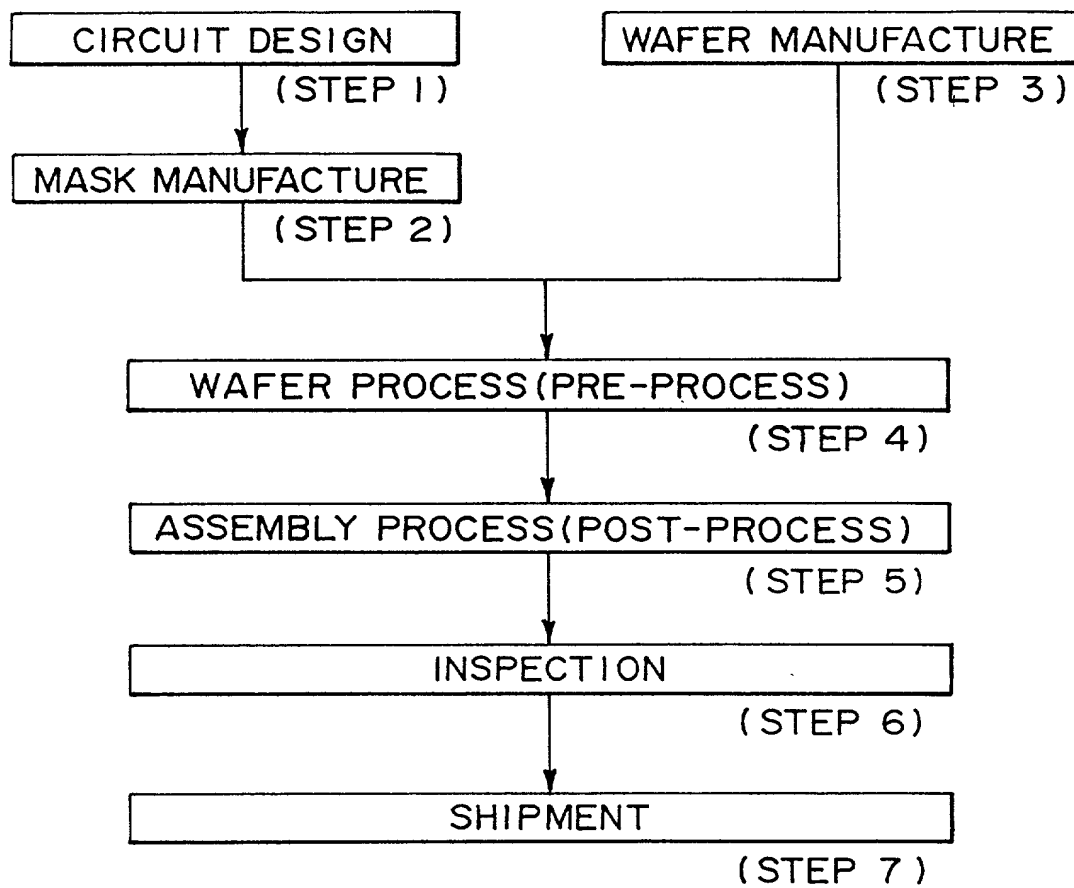 CIRCUIT DESIGN
(STEP 1)
MASK MANUFACTURE
(STEP 2)
WAFER MANUFACTURE
(STEP 3)
WAFER PROCESS(PRE-PROCESS)
(STEP 4)
ASSEMBLY PROCESS(POST-PROCESS)
(STEP 5)
INSPECTION
(STEP 6)
SHIPMENT
(STEP 7)